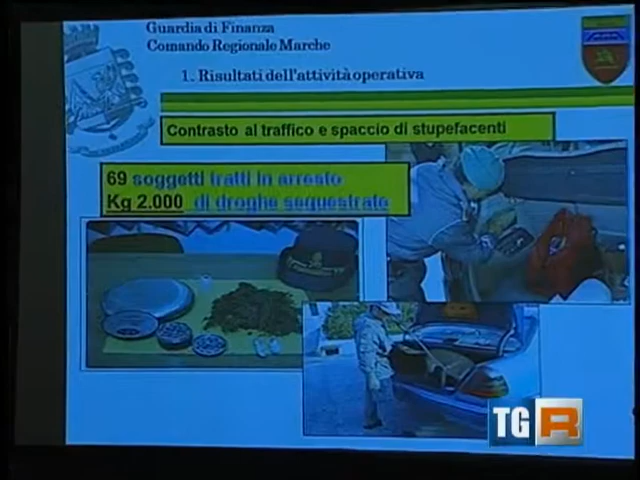 Guardia di Finanza
Comando Regionale Marche
1. Risultati dell'attività operativa
Contrasto al traffico e spaccio di stupefacenti
69 soggetti tratti in arresto
Kg 2.000 di droghe sequestrate
TG R